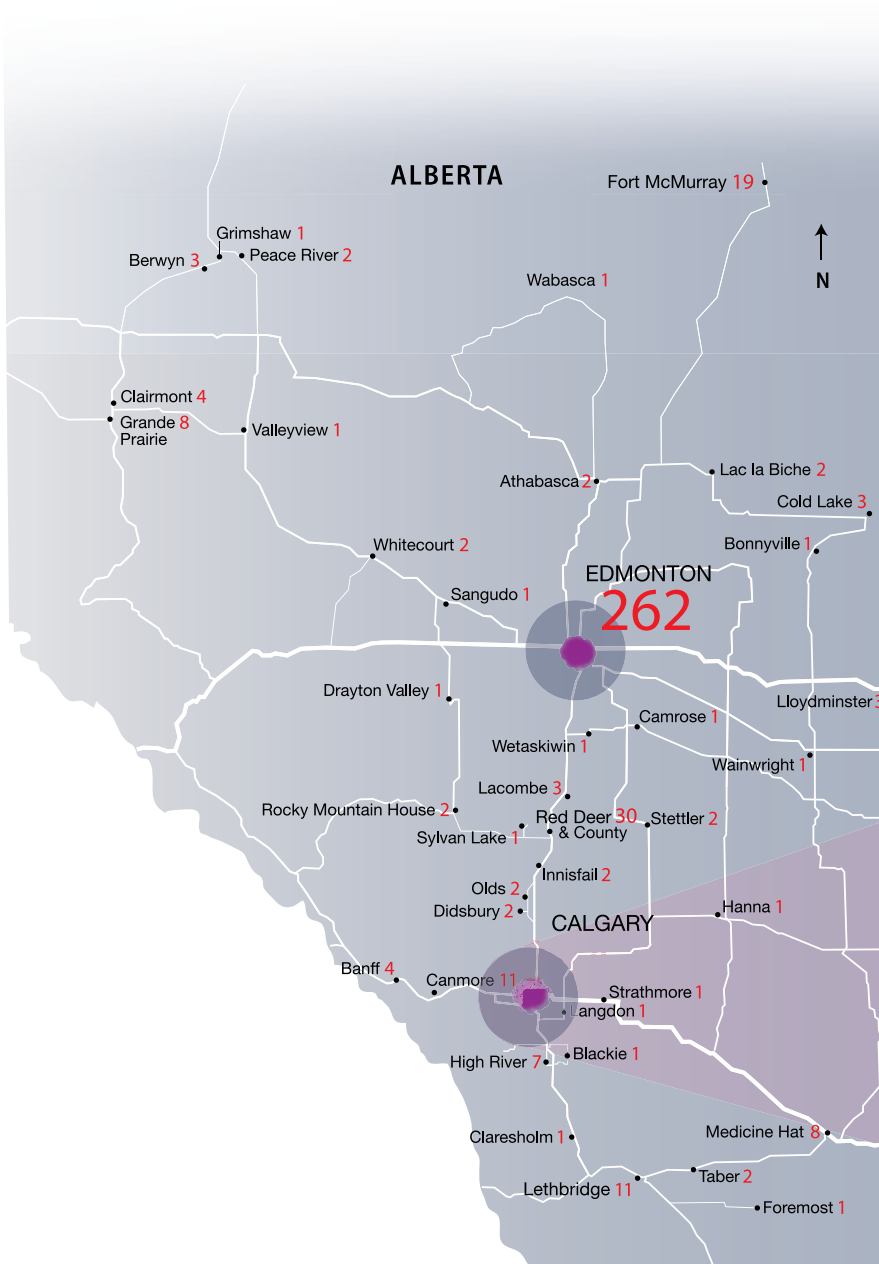 ALBERTA
Fort McMurray 19
Grimshaw 1
Berwyn 3
Peace River 2
N
Wabasca 1
Clairmont 4
Grande 8
Prairie
Valleyview 1
Athabasca 2
Lac la Biche 2
Cold Lake 3
Whitecourt 2
Bonnyville 1
EDMONTON
262
Sangudo 1
Drayton Valley 1
Lloydminster
Camrose 1
Wetaskiwin 1
Wainwright 1
Lacombe 3
Rocky Mountain House 2
Red Deer 30
& County
Stettler 2
Sylvan Lake 1
Innisfail 2
Olds 2
Didsbury 2
Hanna 1
CALGARY
Banff 4
Canmore 11
Strathmore 1
Langdon 1
High River 7
Blackie 1
Claresholm 1
Medicine Hat 8
Lethbridge 11
Taber 2
Foremost 1